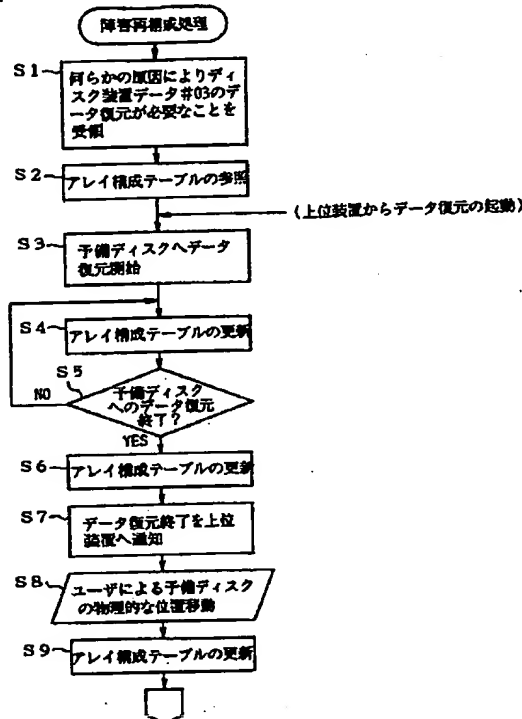 障害再構成処理
S1
何らかの原因によりディ
スク装置データ#03のデ
ータ復元が必要なことを
受領
S2
アレイ構成テーブルの参照
(上位装置からデータ復元の起動)
S3
予備ディスクへデータ
復元開始
S4
アレイ構成テーブルの更新
S5
予備ディスク
へのデータ復元
終了?
NO
YES
S6
アレイ構成テーブルの更新
S7
データ復元終了を上位
装置へ通知
S8
ユーザによる予備ディスク
の物理的な位置移動
S9
アレイ構成テーブルの更新